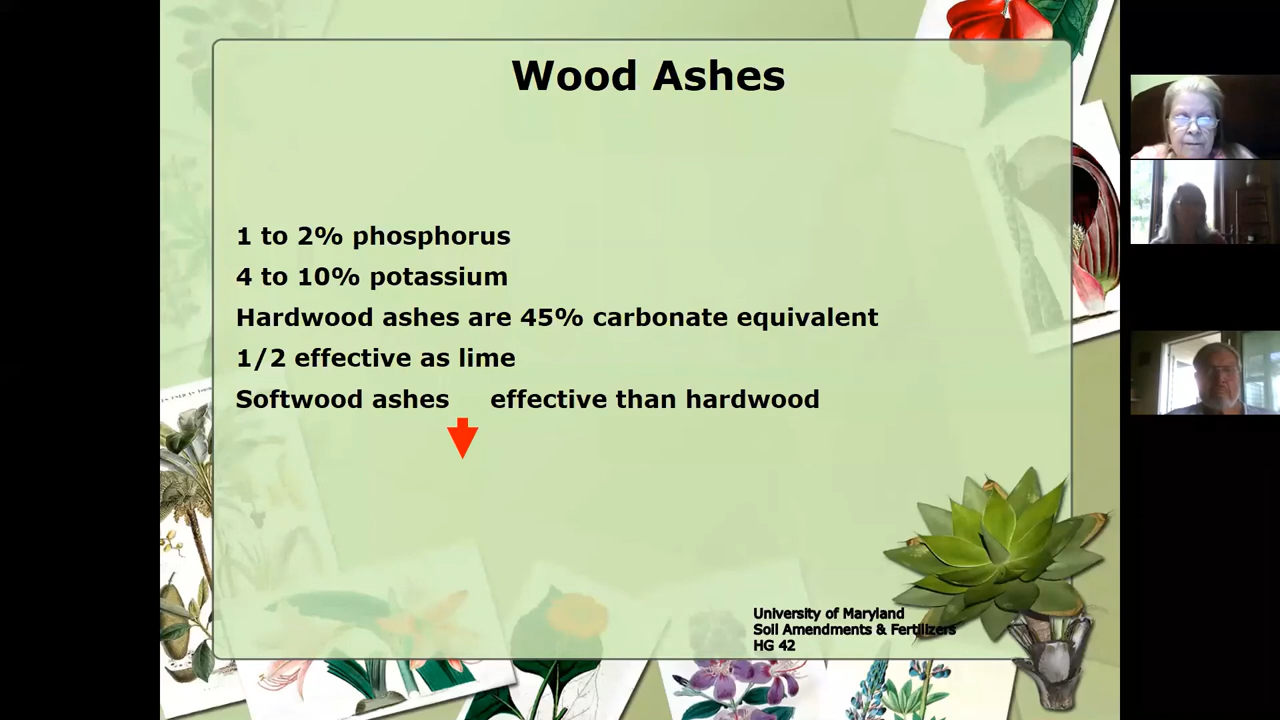 Wood Ashes
1 to 2% phosphorus
4 to 10% potassium
Hardwood ashes are 45% carbonate equivalent
1/2 effective as lime
Softwood ashes effective than hardwood
University of Maryland
Soil Amendments & Fertilizers
HG 42